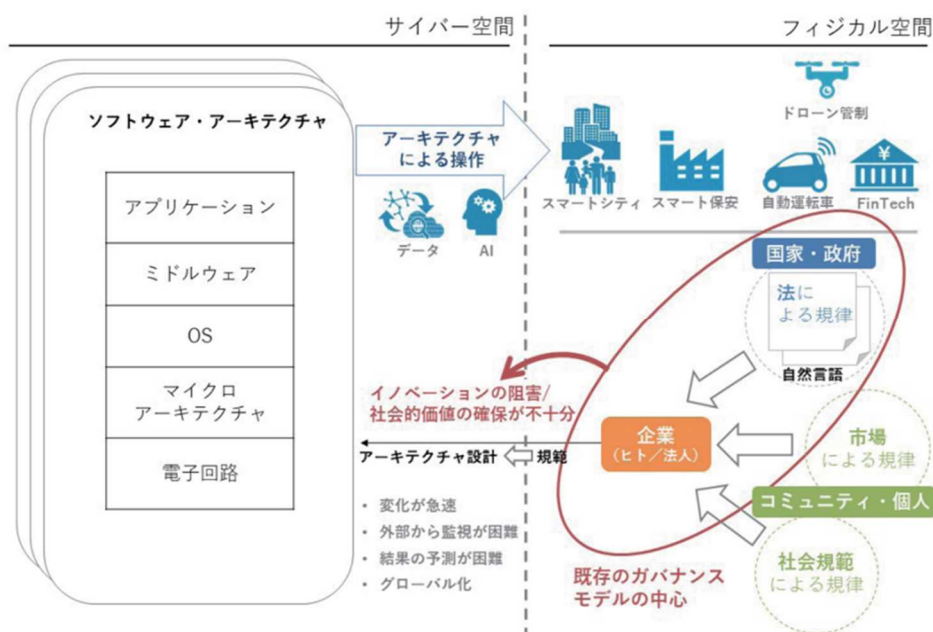 サイバー空間
フィジカル空間
ソフトウェア・アーキテクチャ
アプリケーション
ミドルウェア
OS
マイクロ
アーキテクチャ
電子回路
アーキテクチャ
による操作
データ
AI
ドローン管制
スマートシティ
スマート保安
自動運転車
¥
FinTech
国家・政府
法に
よる規律
自然言語
イノベーションの阻害/
社会的価値の確保が不十分
企業
(ヒト/法人)
アーキテクチャ設計
規範
市場
による規律
コミュニティ・個人
社会規範
による規律
• 変化が急速
• 外部から監視が困難
• 結果の予測が困難
• グローバル化
既存のガバナンス
モデルの中心